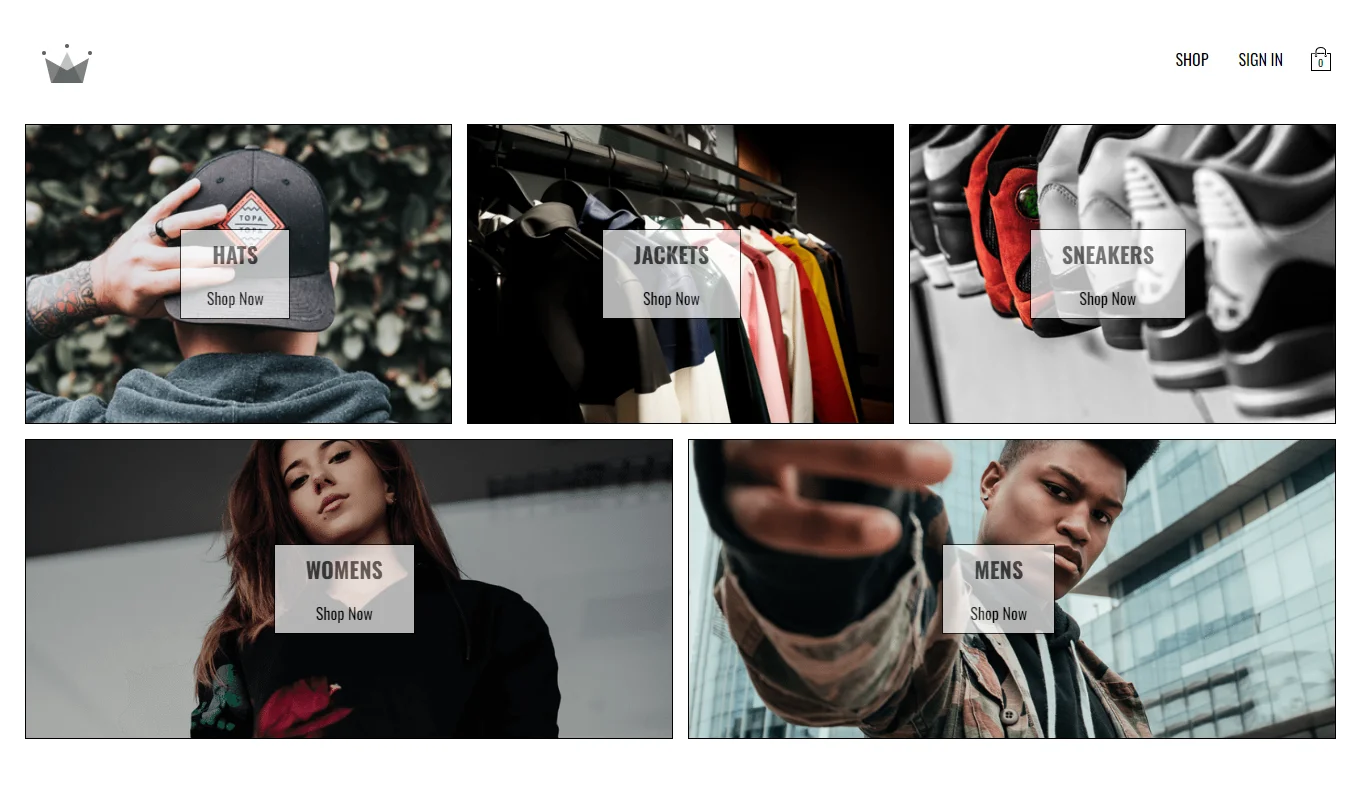 SHOP
SIGN IN
0
TOPA
TOPA
HATS
Shop Now
JACKETS
Shop Now
SNEAKERS
Shop Now
WOMENS
Shop Now
MENS
Shop Now